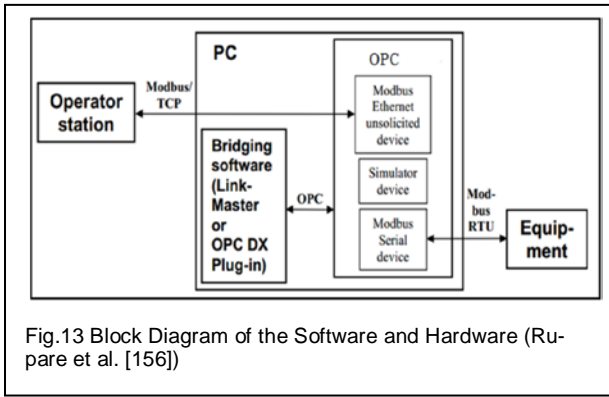 PC
OPC
Modbus/
TCP
Operator
station
Modbus
Ethernet
unsolicited
device
Bridging
software
(Link-
Master
or
OPC DX
Plug-in)
OPC
Simulator
device
Modbus
Serial
device
Mod-
bus
RTU
Equip-
ment
Fig.13 Block Diagram of the Software and Hardware (Ru-
pare et al. [156])